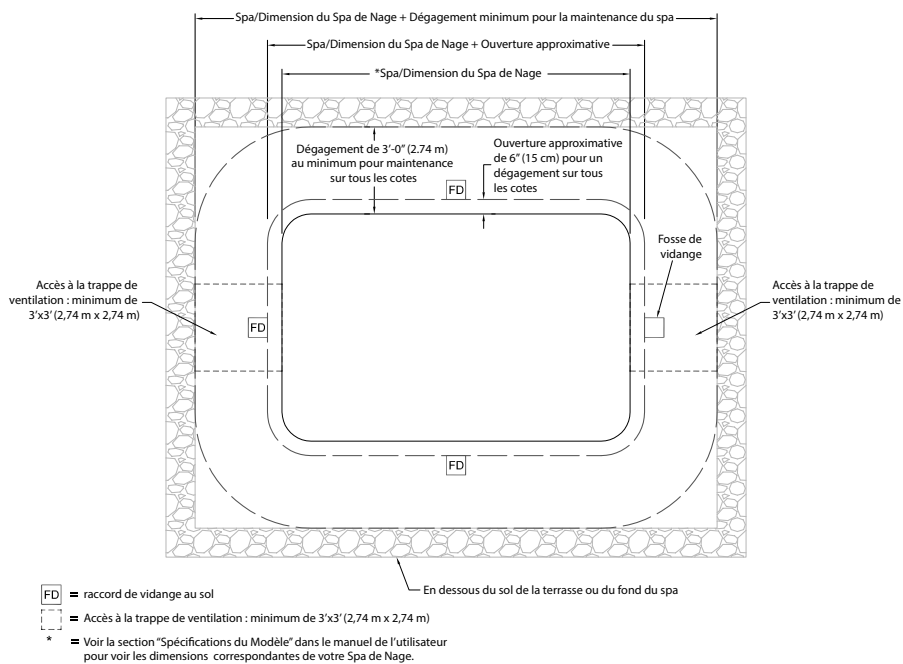 Spa/Dimension du Spa de Nage + Dégagement minimum pour la maintenance du spa
Spa/Dimension du Spa de Nage + Ouverture approximative
*Spa/Dimension du Spa de Nage
Dégagement de 3'-0" (2.74 m)
au minimum pour maintenance
sur tous les cotes
Ouverture approximative
de 6" (15 cm) pour un
dégagement sur tous
les cotes
FD
Fosse de
vidange
Accès à la trappe de
ventilation : minimum de
3'x3' (2,74 m x 2,74 m)
FD
Accès à la trappe de
ventilation : minimum de
3'x3' (2,74 m x 2,74 m)
FD
En dessous du sol de la terrasse ou du fond du spa
FD = raccord de vidange au sol
= Accès à la trappe de ventilation : minimum de 3'x3' (2,74 m x 2,74 m)
* = Voir la section "Spécifications du Modèle" dans le manuel de l'utilisateur
pour voir les dimensions correspondantes de votre Spa de Nage.